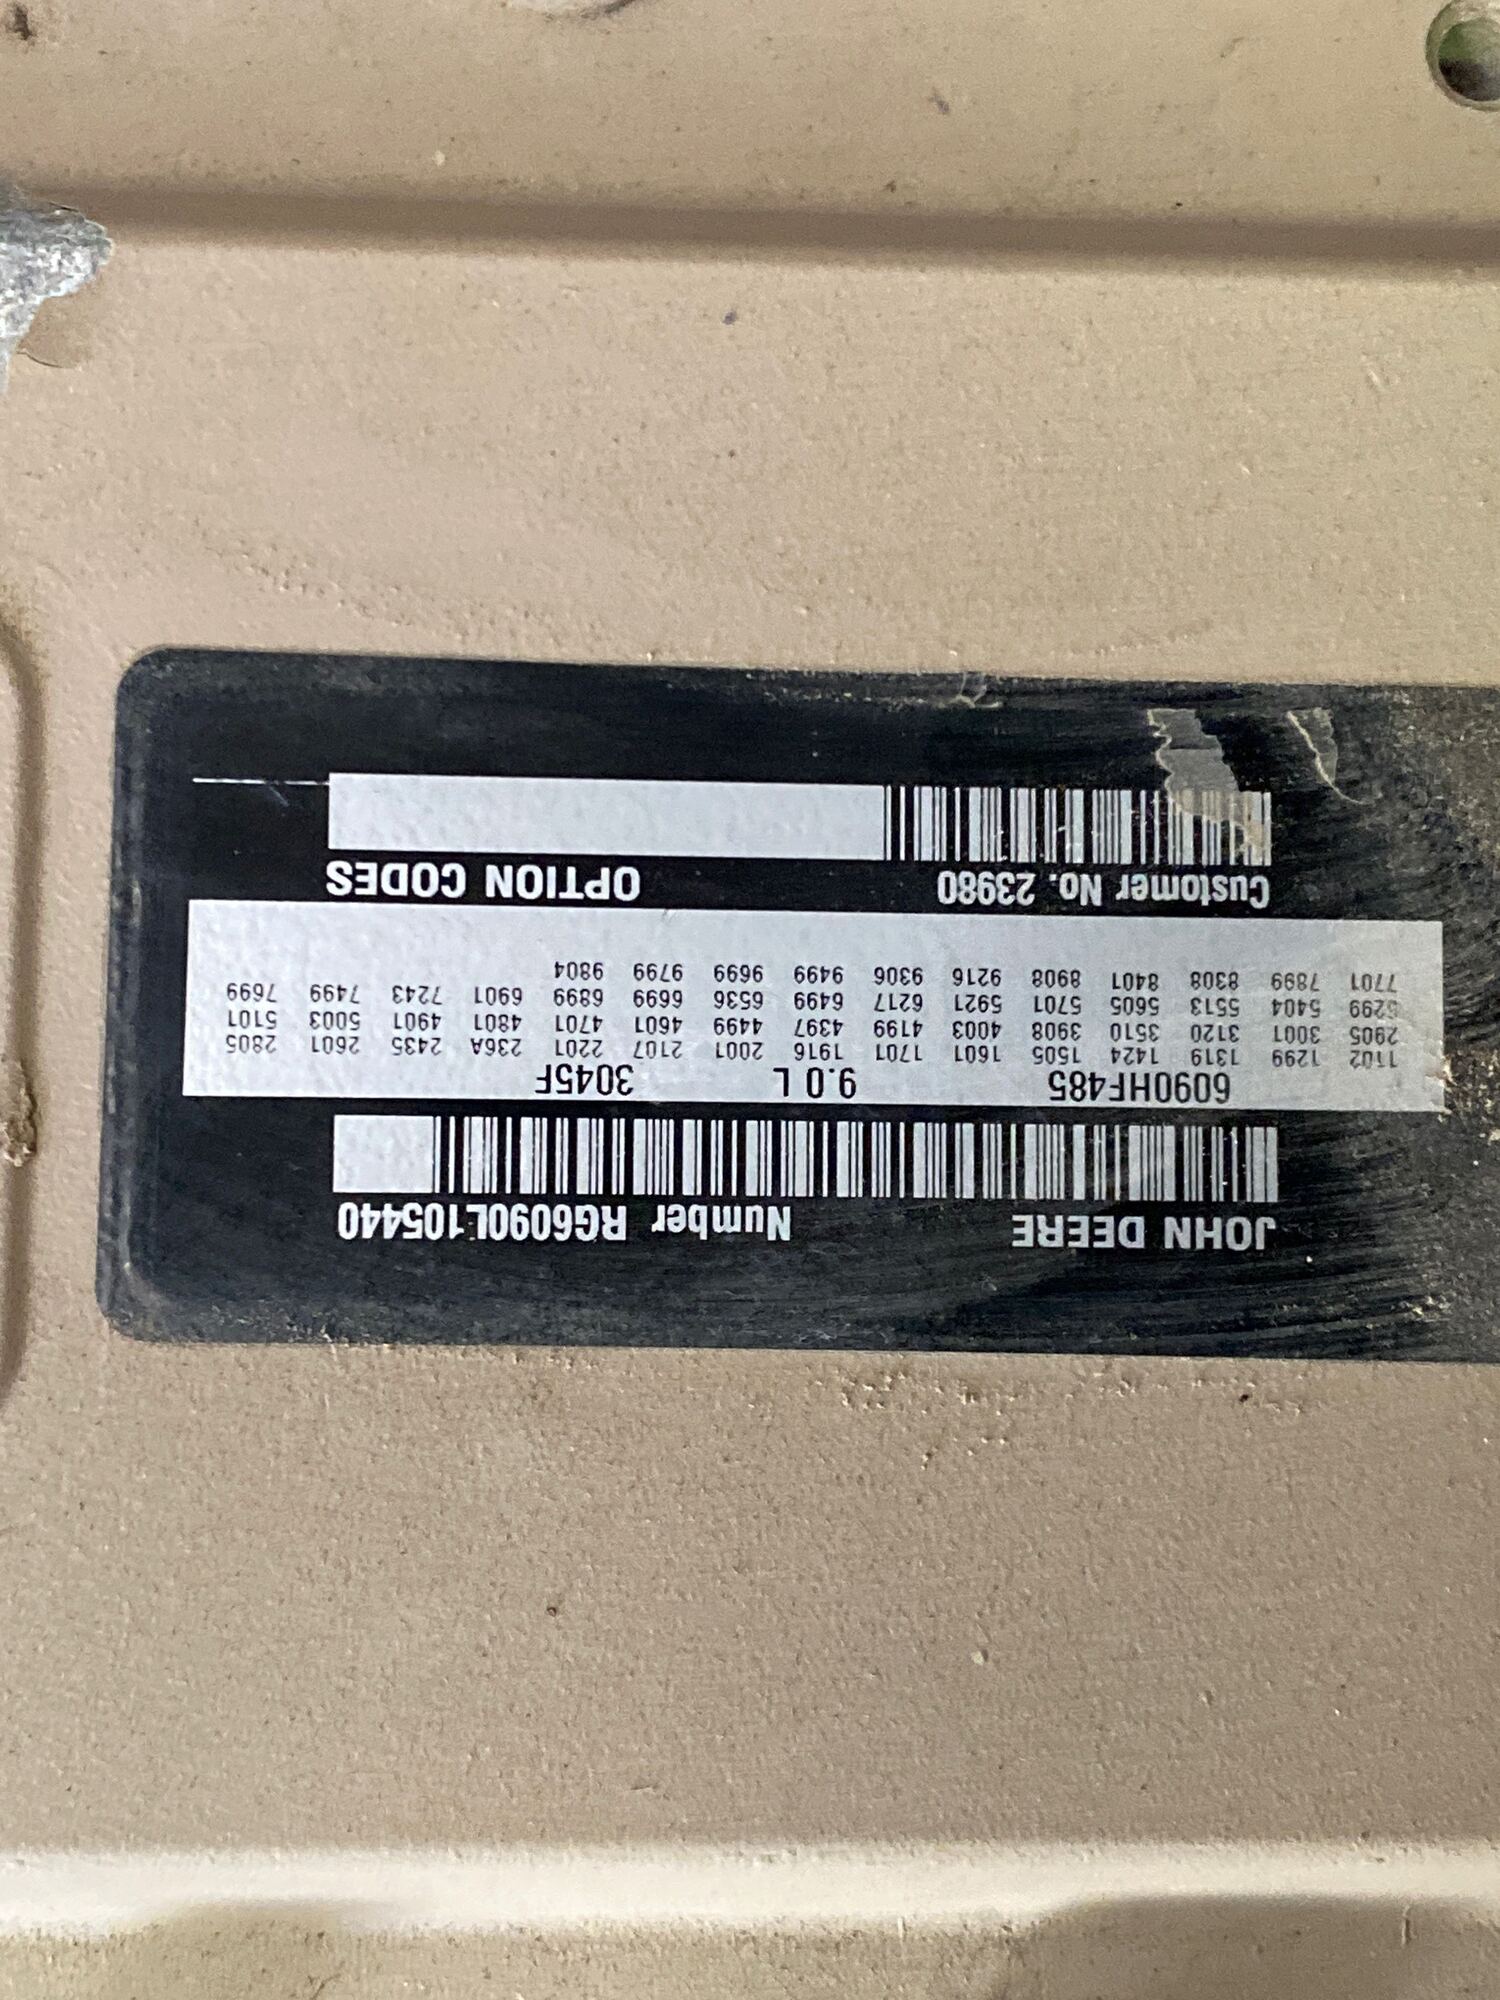 JOHN DEERE Number RG6090L105440
6090HF485 9.0 L 3045F
1102 1299 1319 1424 1505 1601 1701 1916 2001 2107 2201 236A 2435 2601 2805
2905 3001 3120 3510 3908 4003 4199 4397 4499 4601 4701 4801 4901 5003 5101
5299 5404 5513 5605 5701 5921 6217 6499 6536 6699 6899 6901 7243 7499 7699
7701 7899 8308 8401 8908 9216 9306 9499 9699 9799 9804
Customer No. 23980 OPTION CODES